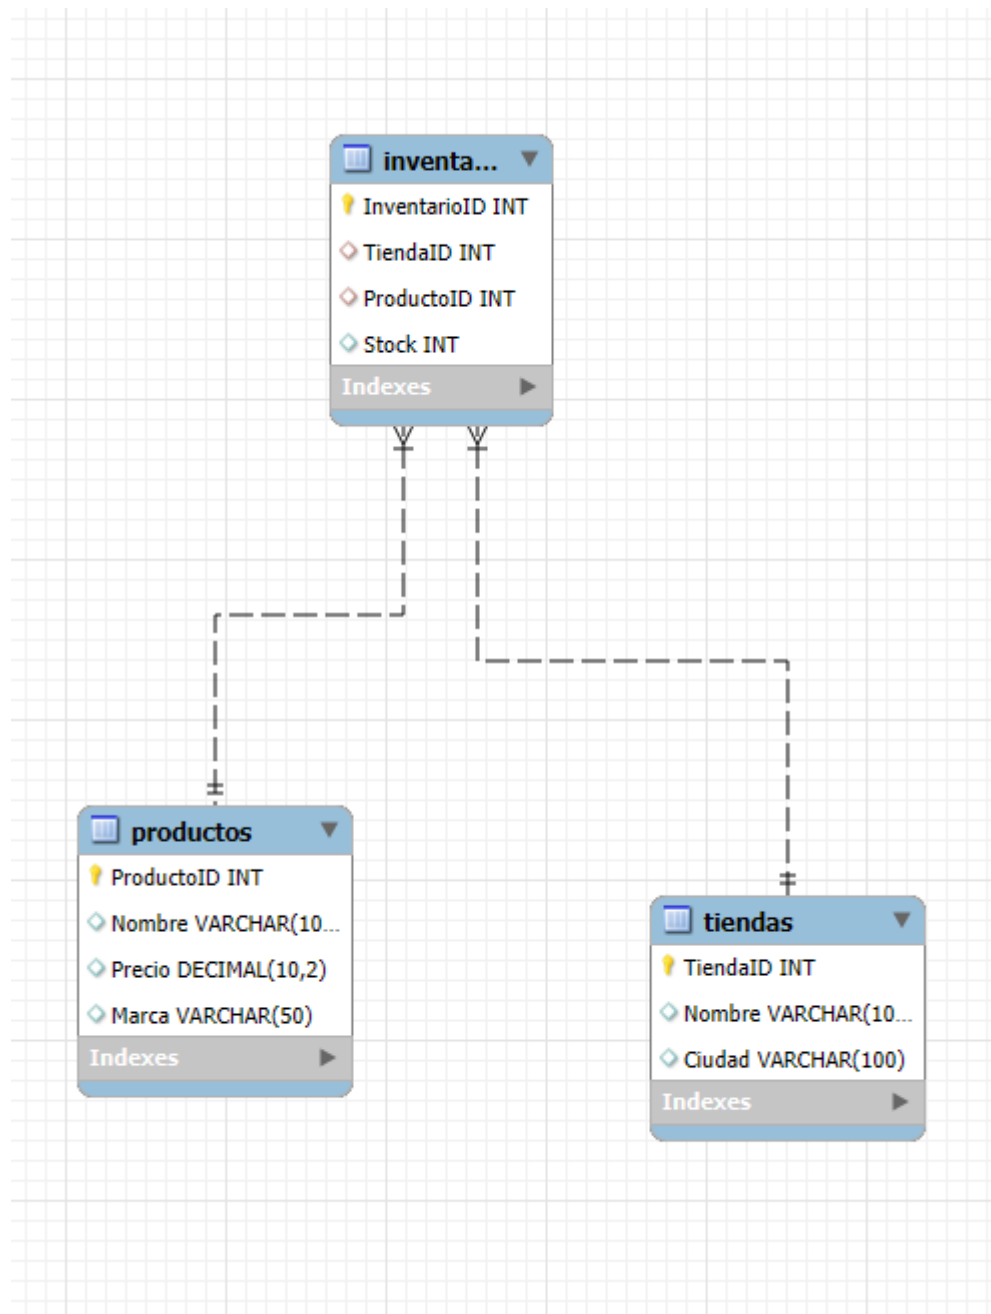 inventa...
InventarioID INT
TiendaID INT
ProductoID INT
Stock INT
Indexes
productos
ProductoID INT
Nombre VARCHAR(10...
Precio DECIMAL(10,2)
Marca VARCHAR(50)
Indexes
tiendas
TiendaID INT
Nombre VARCHAR(10...
Ciudad VARCHAR(100)
Indexes